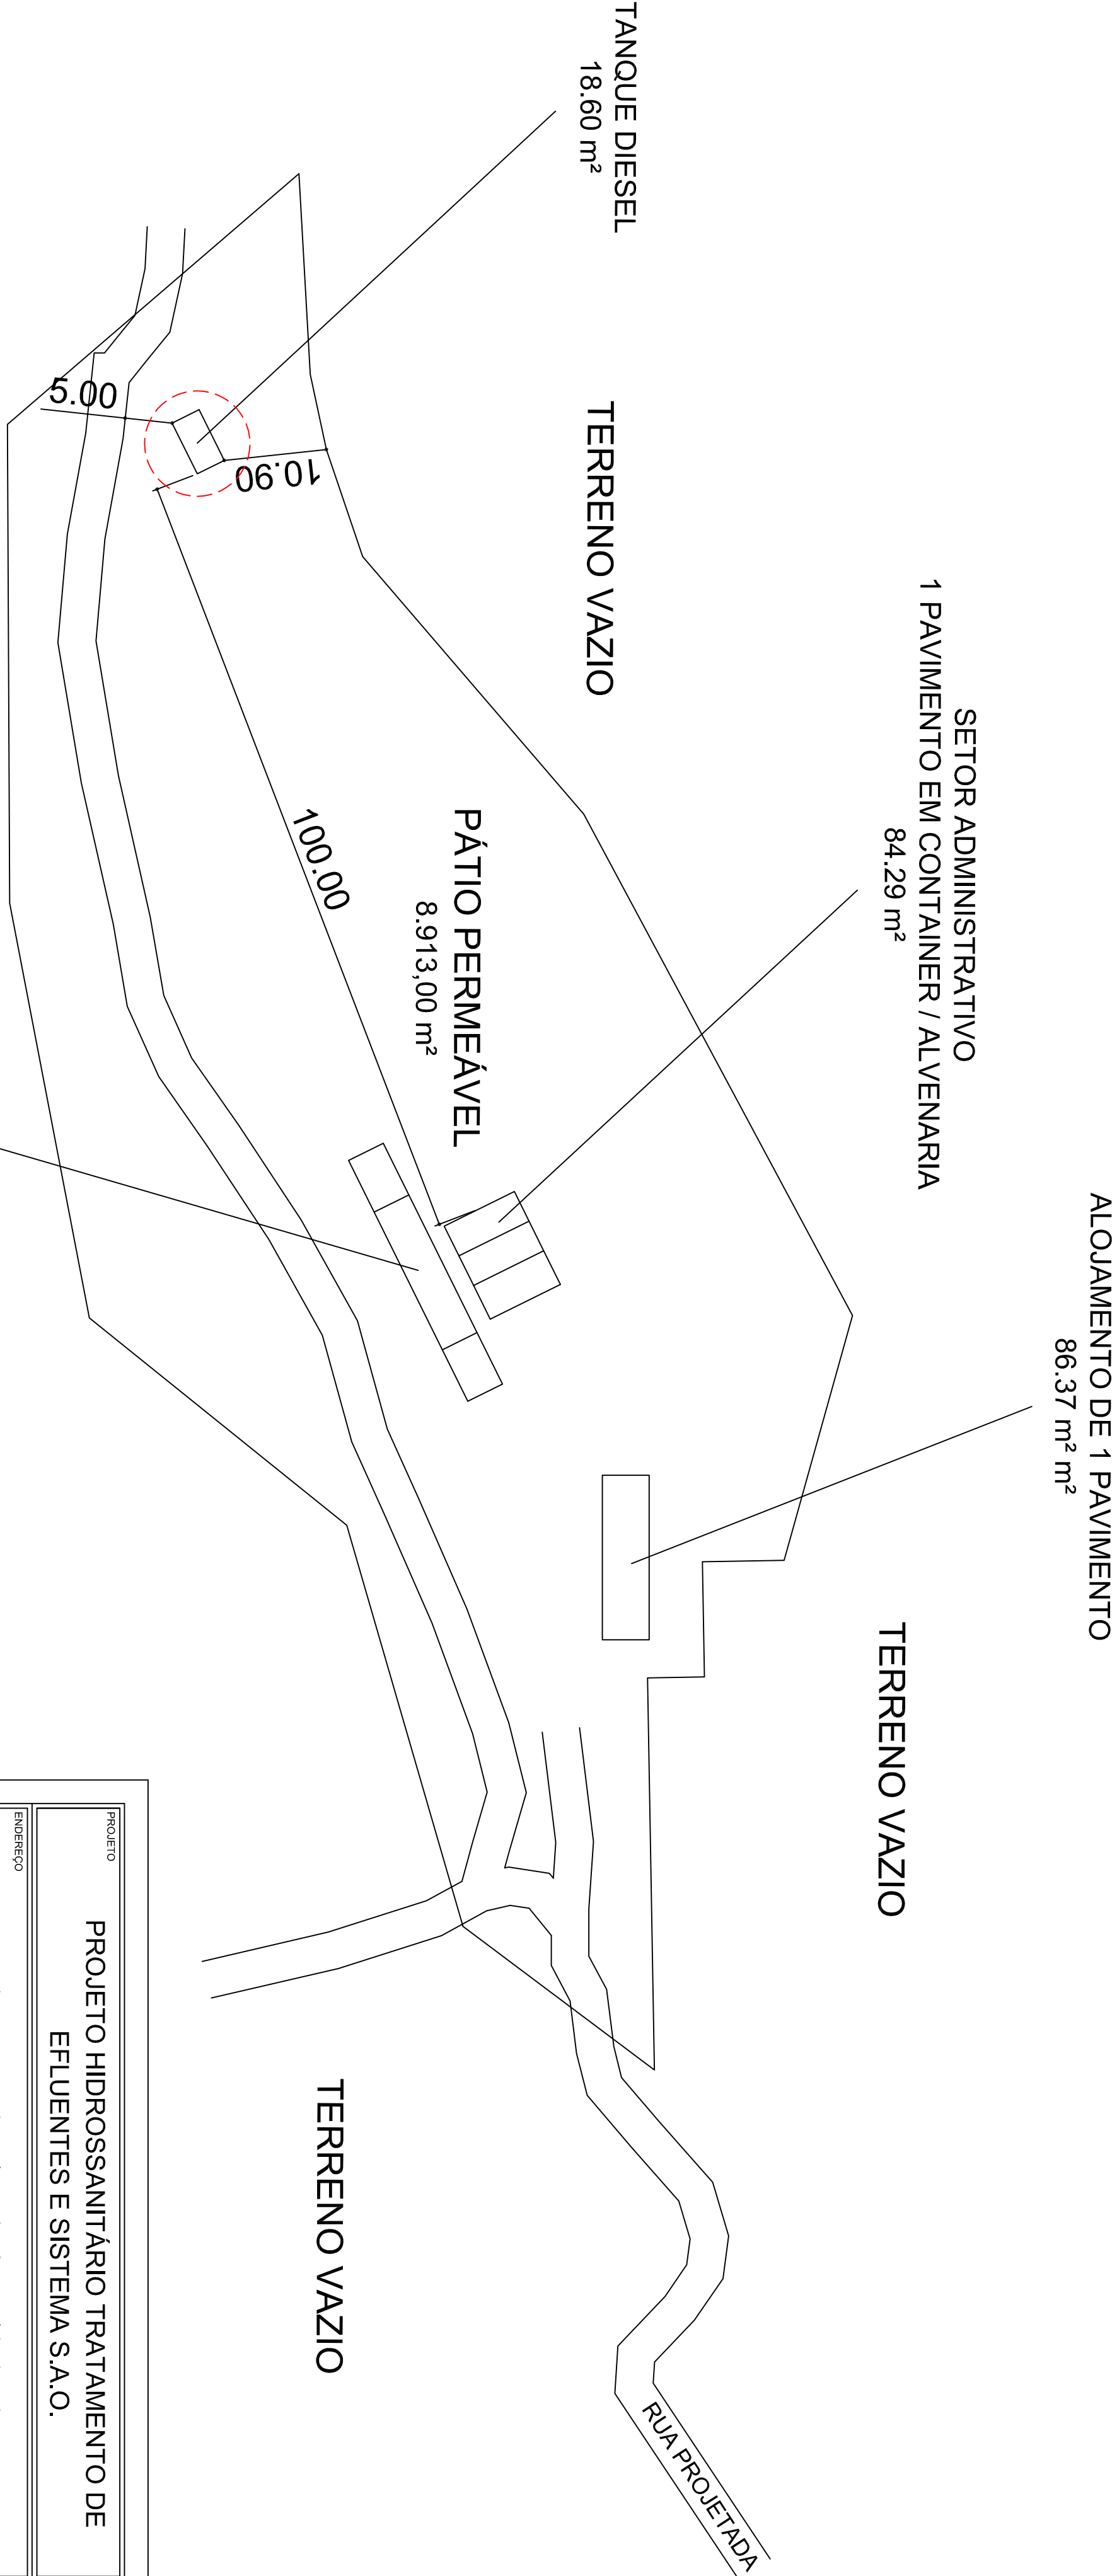 ALOJAMENTO DE 1 PAVIMENTO
86.37 m² m²
SETOR ADMINISTRATIVO
1 PAVIMENTO EM CONTAINER / ALVENARIA
84.29 m²
TANQUE DIESEL
18.60 m²
TERRENO VAZIO
TERRENO VAZIO
PÁTIO PERMEÁVEL
8.913,00 m²
100.00
10.90
5.00
TERRENO VAZIO
RUA PROJETADA
PROJETO
PROJETO HIDROSSANITÁRIO TRATAMENTO DE
EFLUENTES E SISTEMA S.A.O.
ENDEREÇO